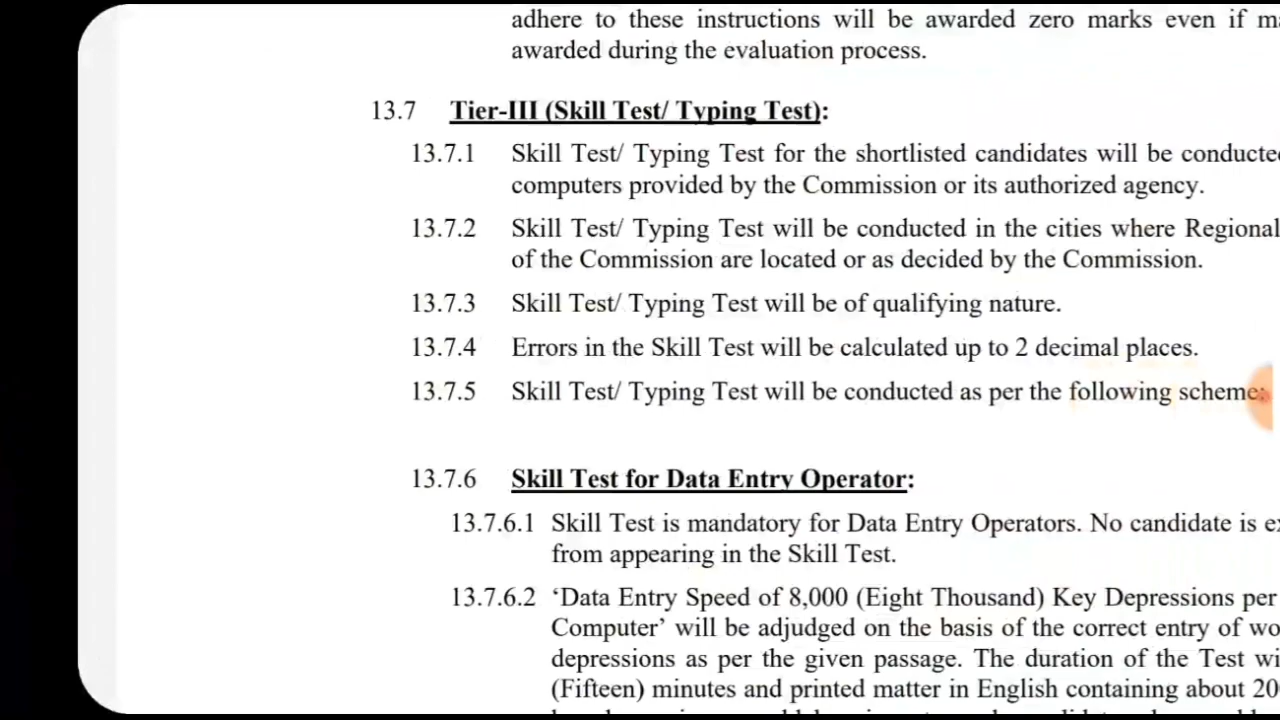 adhere to these instructions will be awarded zero marks even if
awarded during the evaluation process.
13.7 Tier-III (Skill Test/ Typing Test):
13.7.1 Skill Test/ Typing Test for the shortlisted candidates will be
computers provided by the Commission or its authorized agency.
13.7.2 Skill Test/ Typing Test will be conducted in the cities where Regional
of the Commission are located or as decided by the Commission.
13.7.3 Skill Test/ Typing Test will be of qualifying nature.
13.7.4 Errors in the Skill Test will be calculated up to 2 decimal places.
13.7.5 Skill Test/ Typing Test will be conducted as per the following scheme:
13.7.6 Skill Test for Data Entry Operator:
13.7.6.1 Skill Test is mandatory for Data Entry Operators. No candidate is
from appearing in the Skill Test.
13.7.6.2 ‘Data Entry Speed of 8,000 (Eight Thousand) Key Depressions per
Computer’ will be adjudged on the basis of the correct entry of
depressions as per the given passage. The duration of the Test
(Fifteen) minutes and printed matter in English containing about